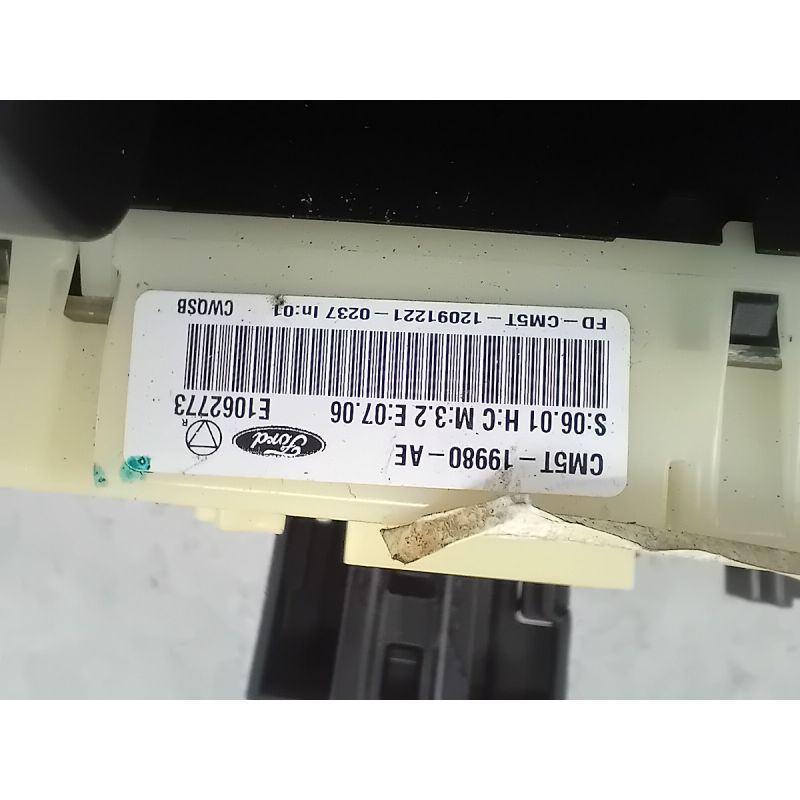 CM5T-19980-AE
Ford
R
S:06.01 H:C M:3.2 E:07.06
E1062773
FD-CM5T-12091221-0237 In:01
CWQSB